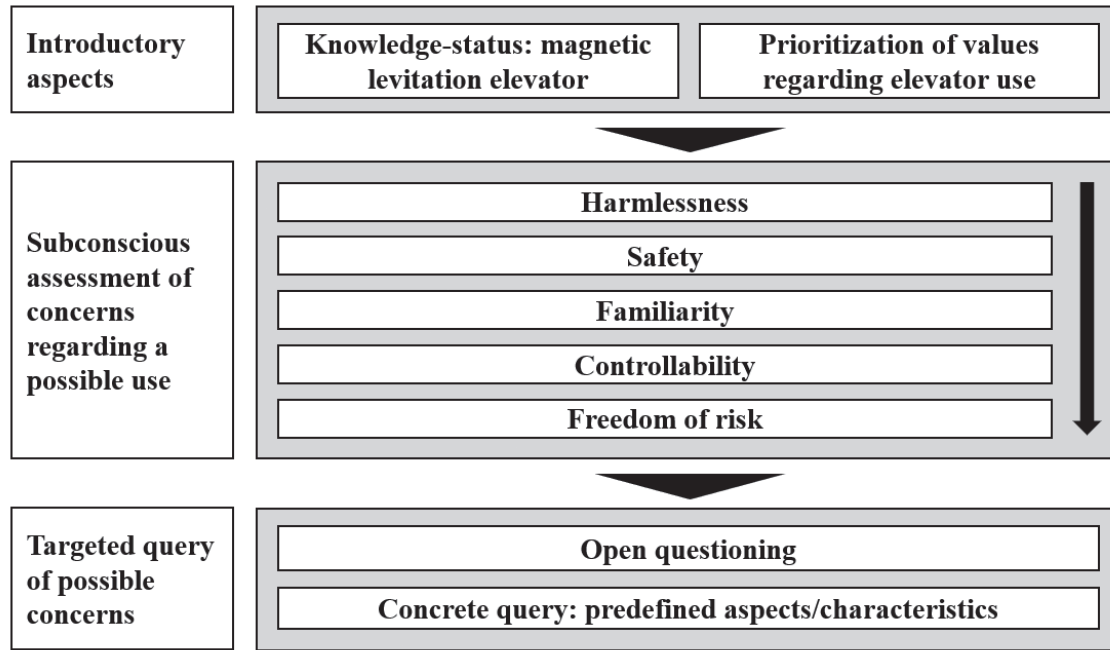 Introductory
aspects
Knowledge-status: magnetic
levitation elevator
Prioritization of values
regarding elevator use
Subconscious
assessment of
concerns
regarding a
possible use
Harmlessness
Safety
Familiarity
Controllability
Freedom of risk
Targeted query
of possible
concerns
Open questioning
Concrete query: predefined aspects/characteristics